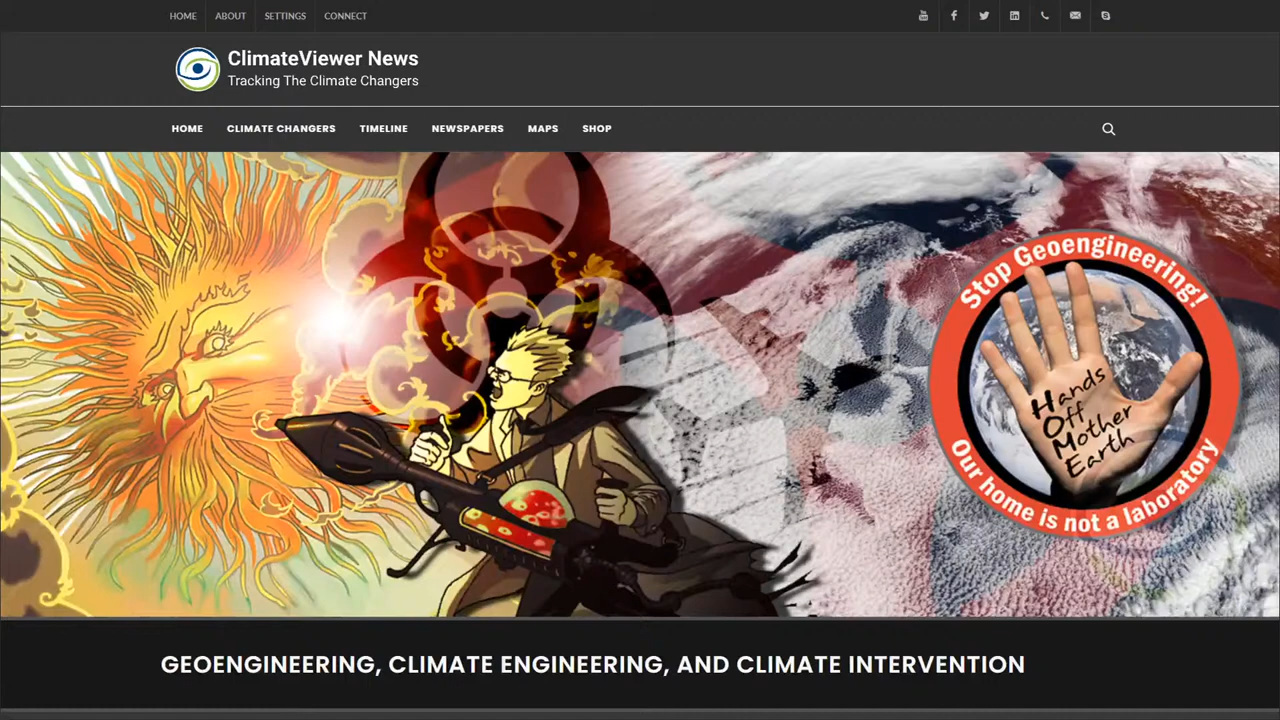 HOME ABOUT SETTINGS CONNECT
ClimateViewer News
Tracking The Climate Changers
HOME CLIMATE CHANGERS TIMELINE NEWSPAPERS MAPS SHOP
Stop Geoengineering!
Hands
Off
Mother
Earth
Our home is not a laboratory
GEOENGINEERING, CLIMATE ENGINEERING, AND CLIMATE INTERVENTION